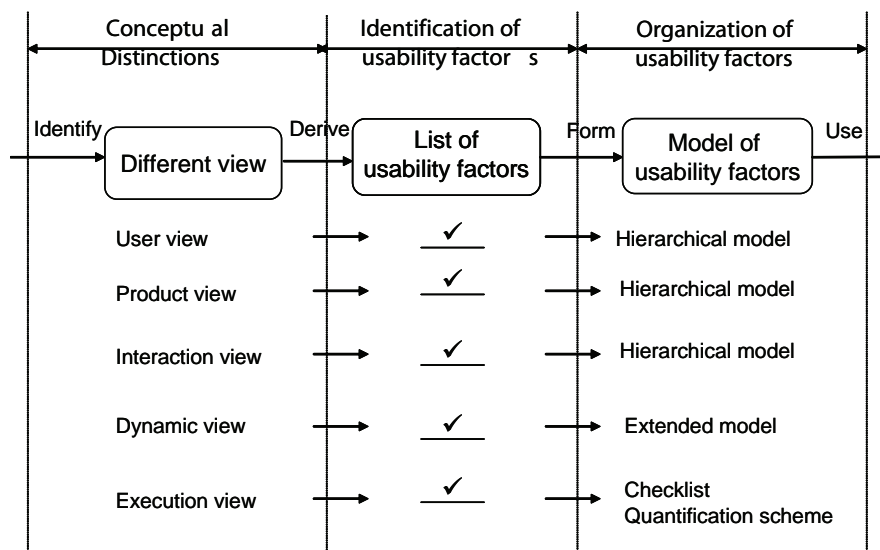 Conceptu al
Distinctions
Identification of
usability factor s
Organization of
usability factors
Identify
Different view
Derive
List of
usability factors
Form
Model of
usability factors
Use
User view
✓
Hierarchical model
Product view
✓
Hierarchical model
Interaction view
✓
Hierarchical model
Dynamic view
✓
Extended model
Execution view
✓
Checklist
Quantification scheme